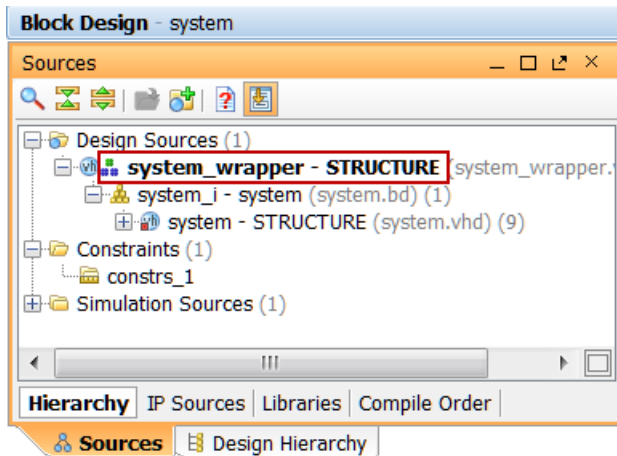 Block Design - system
Sources
Design Sources (1)
system_wrapper - STRUCTURE (system_wrapper.v
system_i - system (system.bd) (1)
system - STRUCTURE (system.vhd) (9)
Constraints (1)
constrs_1
Simulation Sources (1)
Hierarchy IP Sources Libraries Compile Order
Sources Design Hierarchy